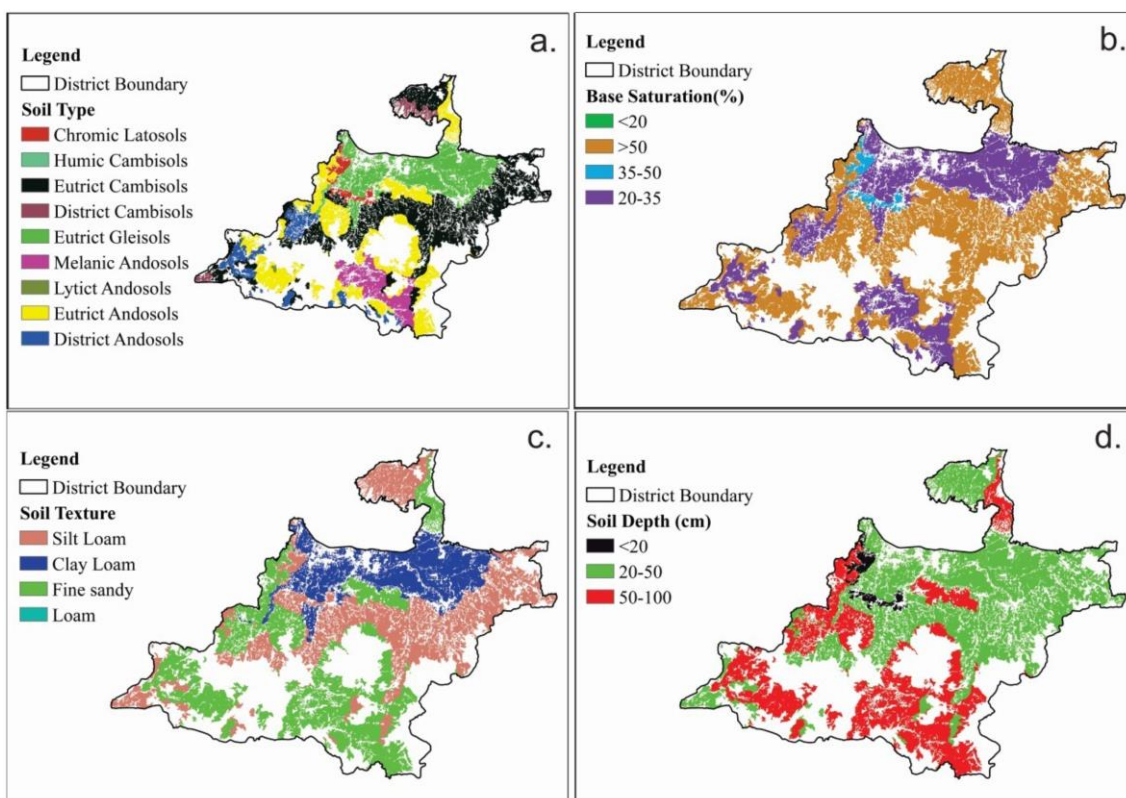 a.
Legend
District Boundary
Soil Type
Chromic Latosols
Humic Cambisols
Eutrict Cambisols
District Cambisols
Eutrict Gleisols
Melanic Andosols
Lytict Andosols
Eutrict Andosols
District Andosols
b.
Legend
District Boundary
Base Saturation(%)
<20
>50
35-50
20-35
c.
Legend
District Boundary
Soil Texture
Silt Loam
Clay Loam
Fine sandy
Loam
d.
Legend
District Boundary
Soil Depth (cm)
<20
20-50
50-100